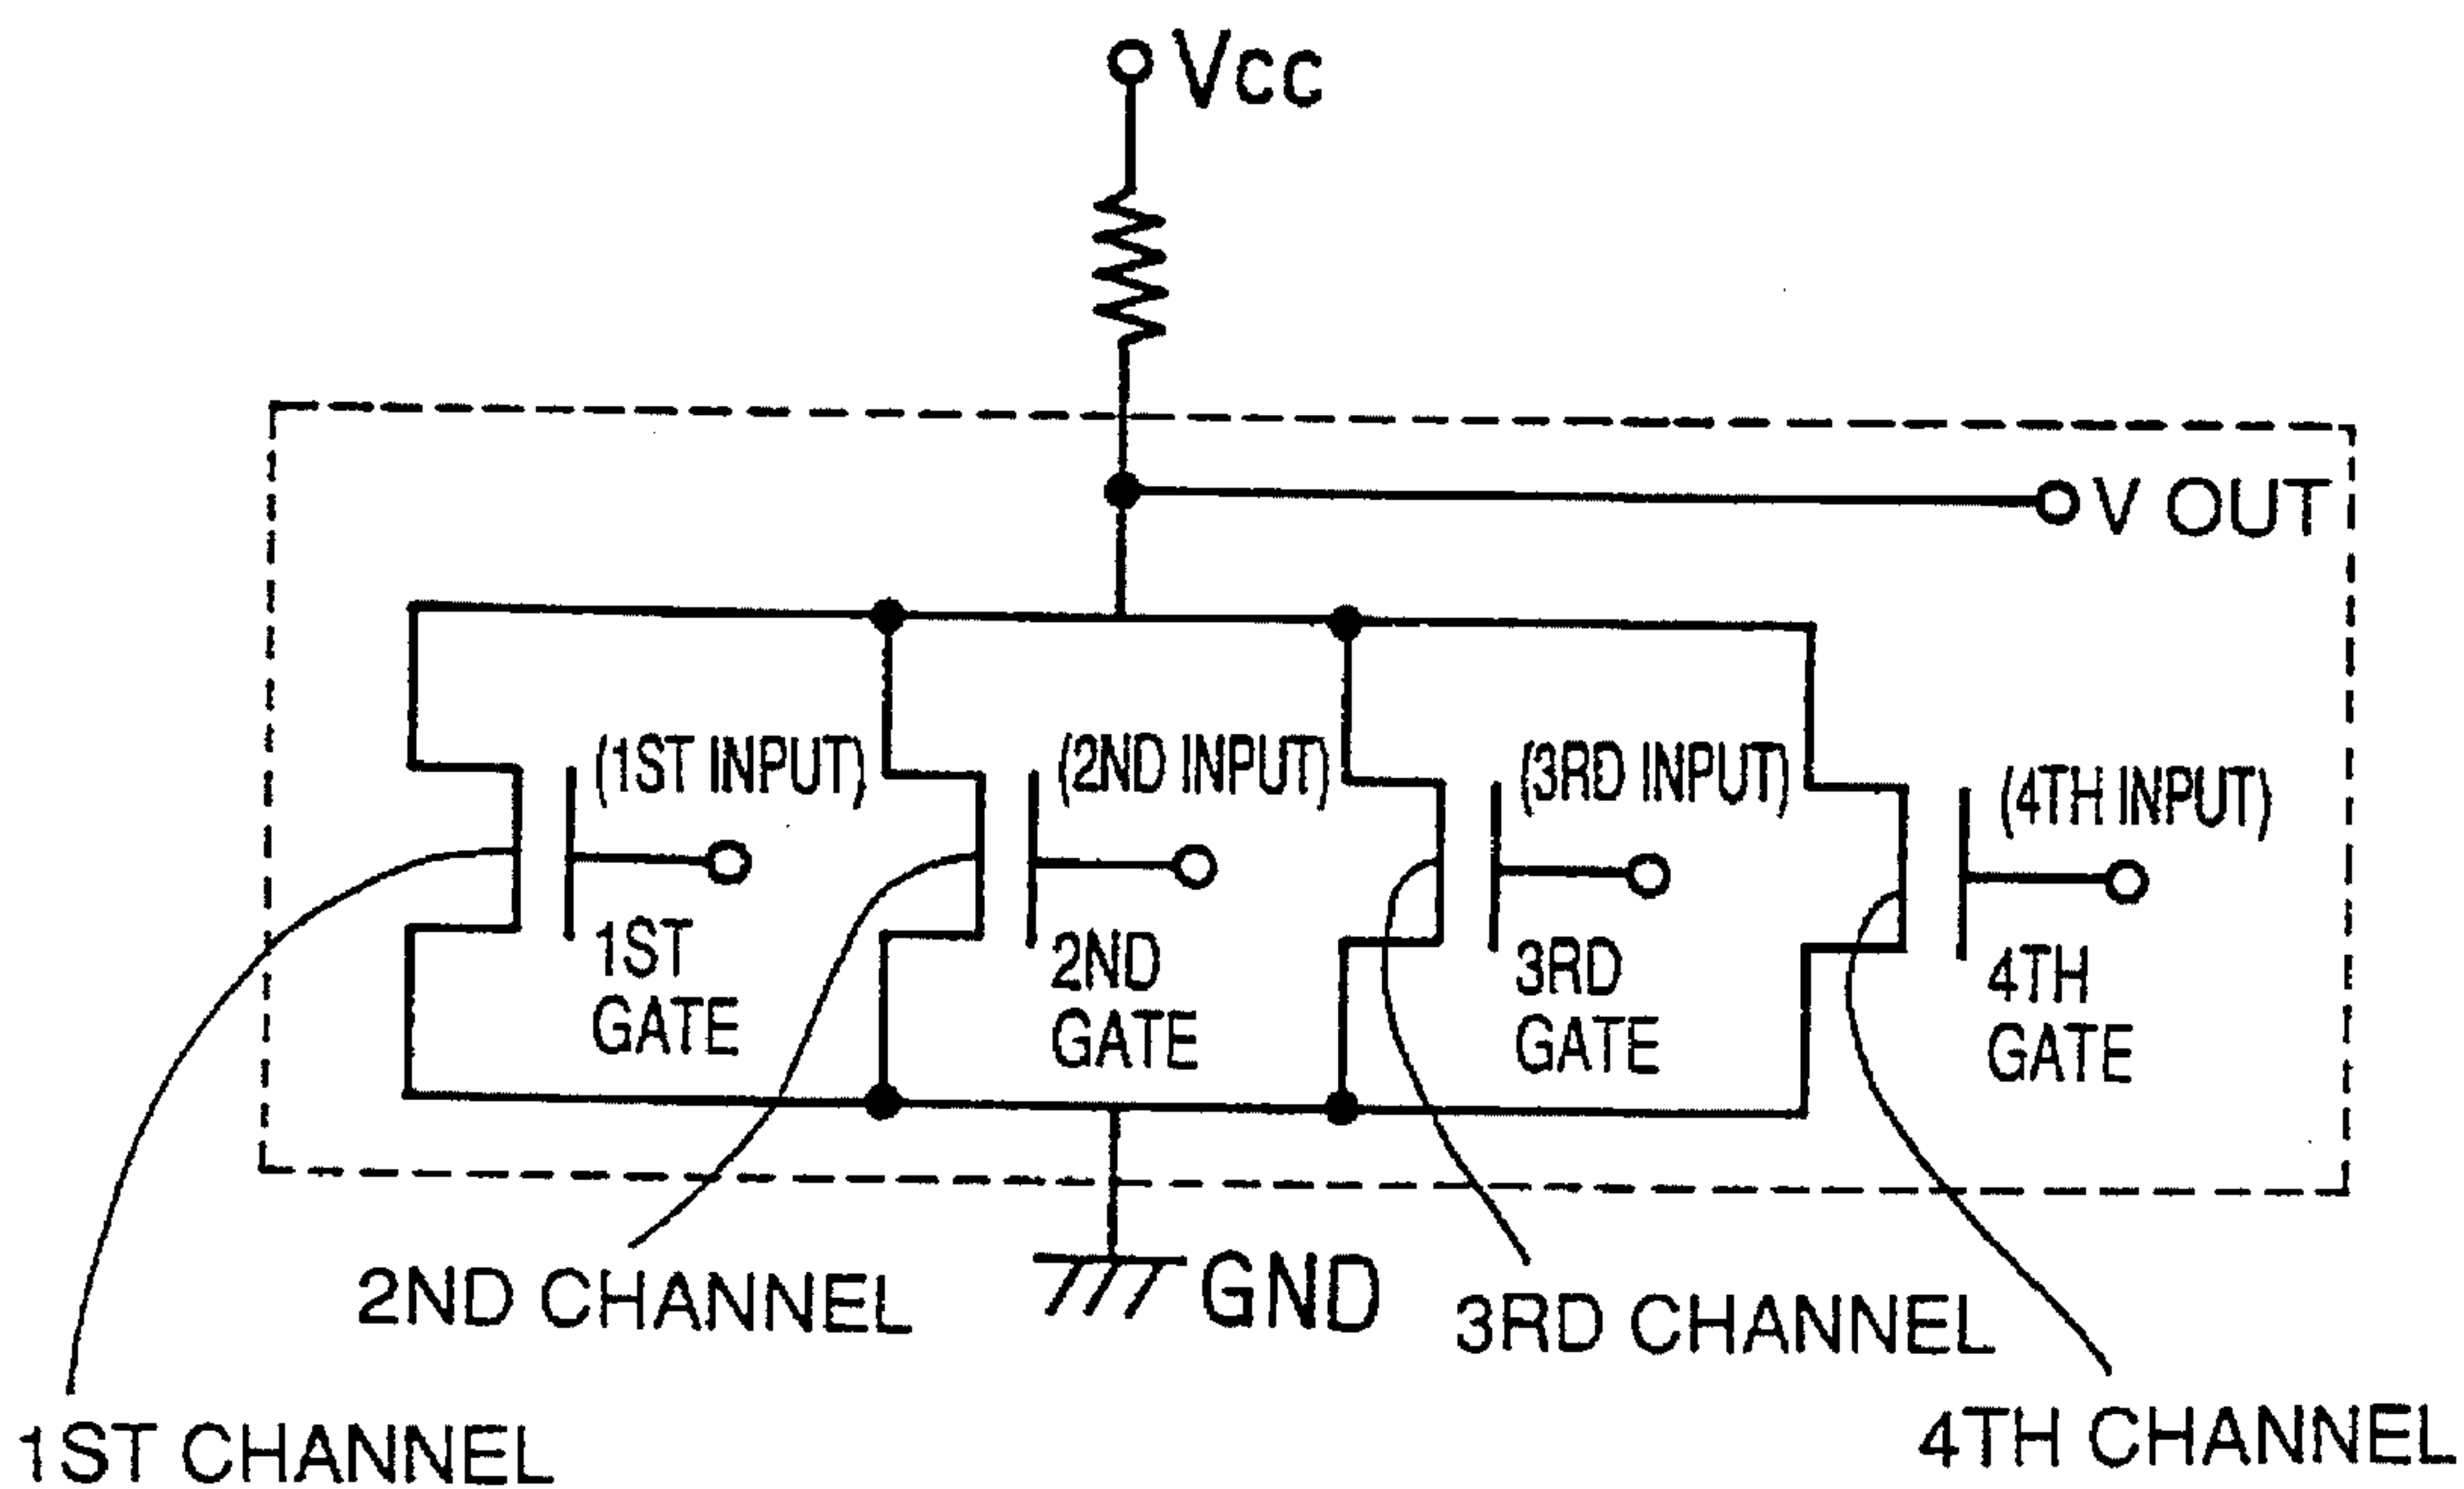 Vcc
V OUT
(1ST INPUT)
(2ND INPUT)
(3RD INPUT)
(4TH INPUT)
1ST
GATE
2ND
GATE
3RD
GATE
4TH
GATE
2ND CHANNEL
GND
3RD CHANNEL
1ST CHANNEL
4TH CHANNEL